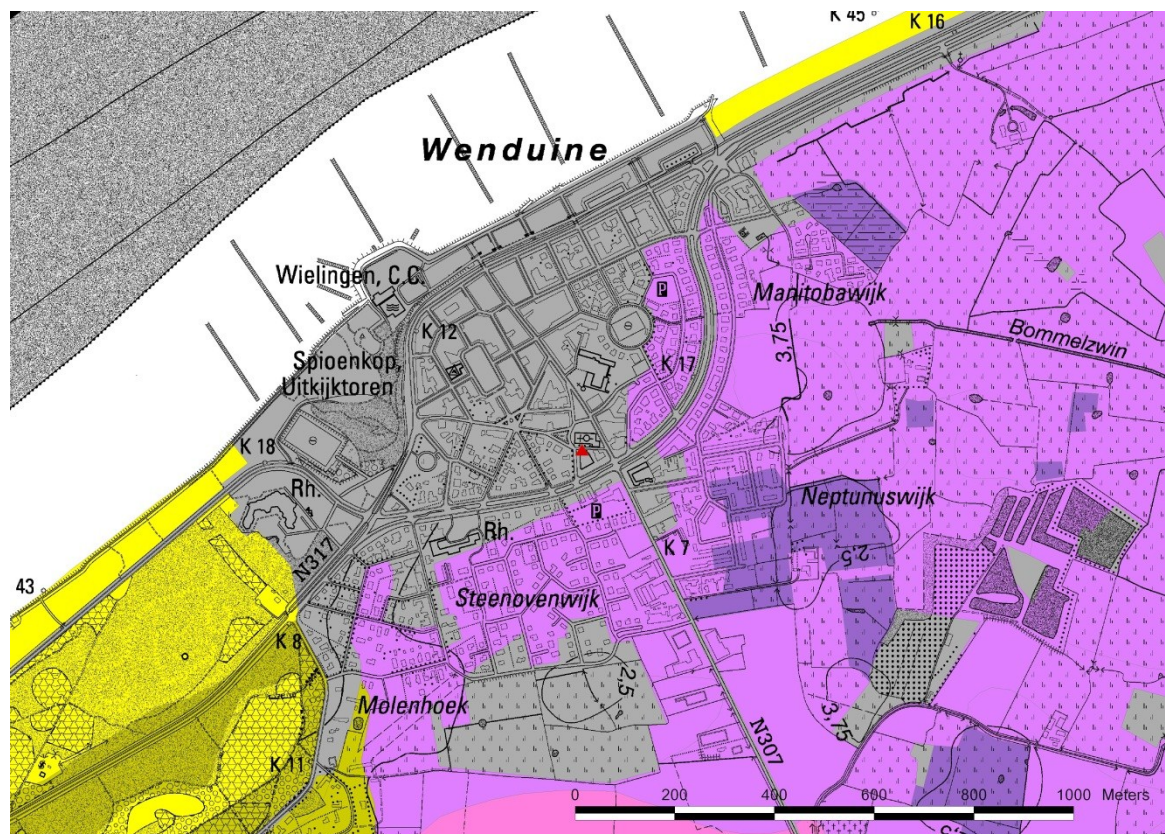 K 45
K 16
Wenduine
Wielingen, C.C.
P
Manitobawijk
K 12
Spioenkop,
Uitkijktoren
K 17
3,75
Bommelzwin
K 18
Rh.
Neptunuswijk
P
Rh.
N317
K 7
2,5
43
Steenovenwijk
K 8
2,5
Molenhoek
3,75
N307
K 11
0 200 400 600 800 1000 Meters